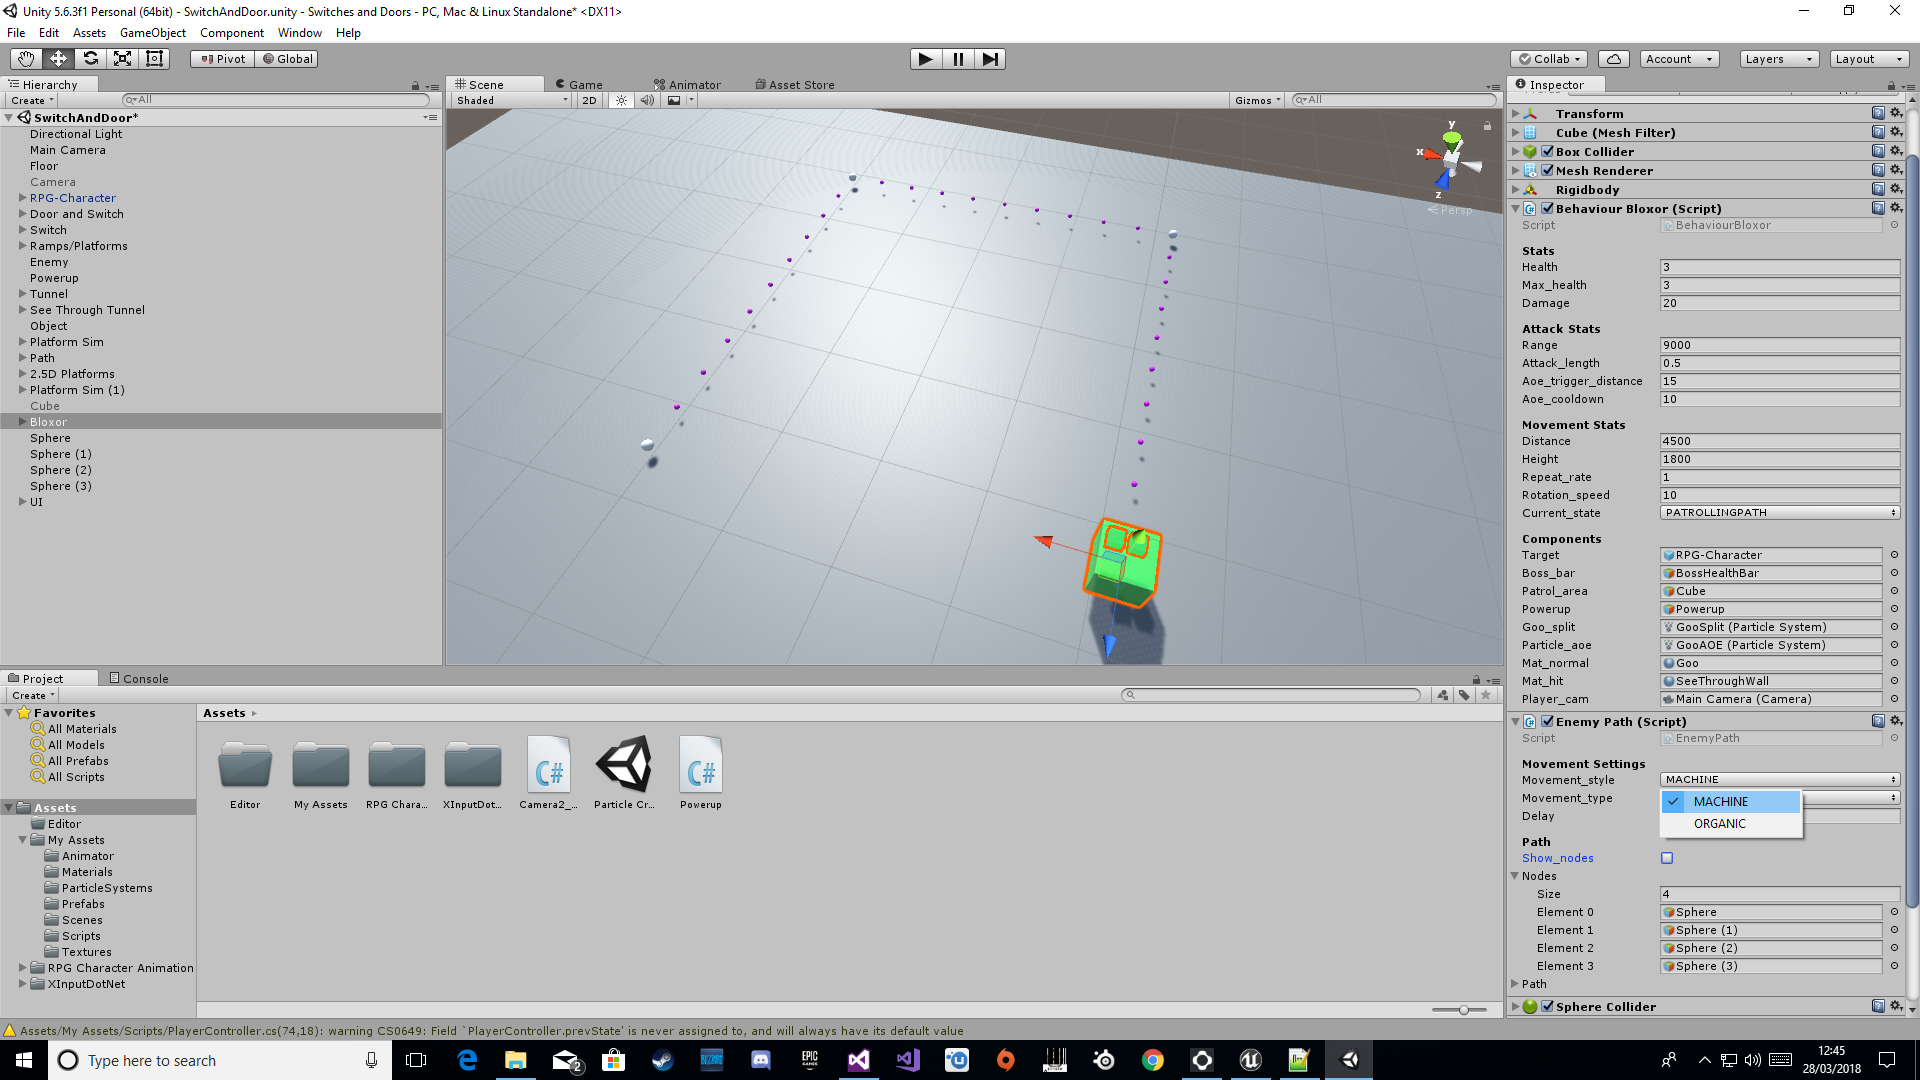 Unity 5.6.3f1 Personal (64bit) - SwitchAndDoor.unity - Switches and Doors - PC, Mac & Linux Standalone* <DX11>
File Edit Assets GameObject Component Window Help
Pivot Global Collab Account Layers Layout
Hierarchy
Create All
SwitchAndDoor*
Directional Light
Main Camera
Floor
Camera
RPG-Character
Door and Switch
Switch
Ramps/Platforms
Enemy
Powerup
Tunnel
See Through Tunnel
Object
Platform Sim
Path
2.5D Platforms
Platform Sim (1)
Cube
Bloxor
Sphere
Sphere (1)
Sphere (2)
Sphere (3)
UI
Scene Game Animator Asset Store
Shaded 2D Gizmos All
y
x
z
Persp
Inspector
Transform
Cube (Mesh Filter)
Box Collider
Mesh Renderer
Rigidbody
Behaviour Bloxor (Script)
Script BehaviourBloxor
Stats
Health 3
Max_health 3
Damage 20
Attack Stats
Range 9000
Attack_length 0.5
Aoe_trigger_distance 15
Aoe_cooldown 10
Movement Stats
Distance 4500
Height 1800
Repeat_rate 1
Rotation_speed 10
Current_state PATROLLINGPATH
Components
Target RPG-Character
Boss_bar BossHealthBar
Patrol_area Cube
Powerup Powerup
Goo_split GooSplit (Particle System)
Particle_aoe GooAOE (Particle System)
Mat_normal Goo
Mat_hit SeeThroughWall
Player_cam Main Camera (Camera)
Enemy Path (Script)
Script EnemyPath
Movement Settings
Movement_style MACHINE
Movement_type
MACHINE
ORGANIC
Delay
Path
Show_nodes
Nodes
Size 4
Element 0 Sphere
Element 1 Sphere (1)
Element 2 Sphere (2)
Element 3 Sphere (3)
Path
Sphere Collider
Project Console
Create
Favorites
All Materials
All Models
All Prefabs
All Scripts
Assets
Editor
My Assets
Animator
Materials
ParticleSystems
Prefabs
Scenes
Scripts
Textures
RPG Character Animation
XInputDotNet
Assets
Editor My Assets RPG Chara... XInputDot... Camera2_... Particle Cr... Powerup
C# C#
Assets/My Assets/Scripts/PlayerController.cs(74,18): warning CS0649: Field `PlayerController.prevState' is never assigned to, and will always have its default value
Type here to search
2
EPIC GAMES
12:45
28/03/2018